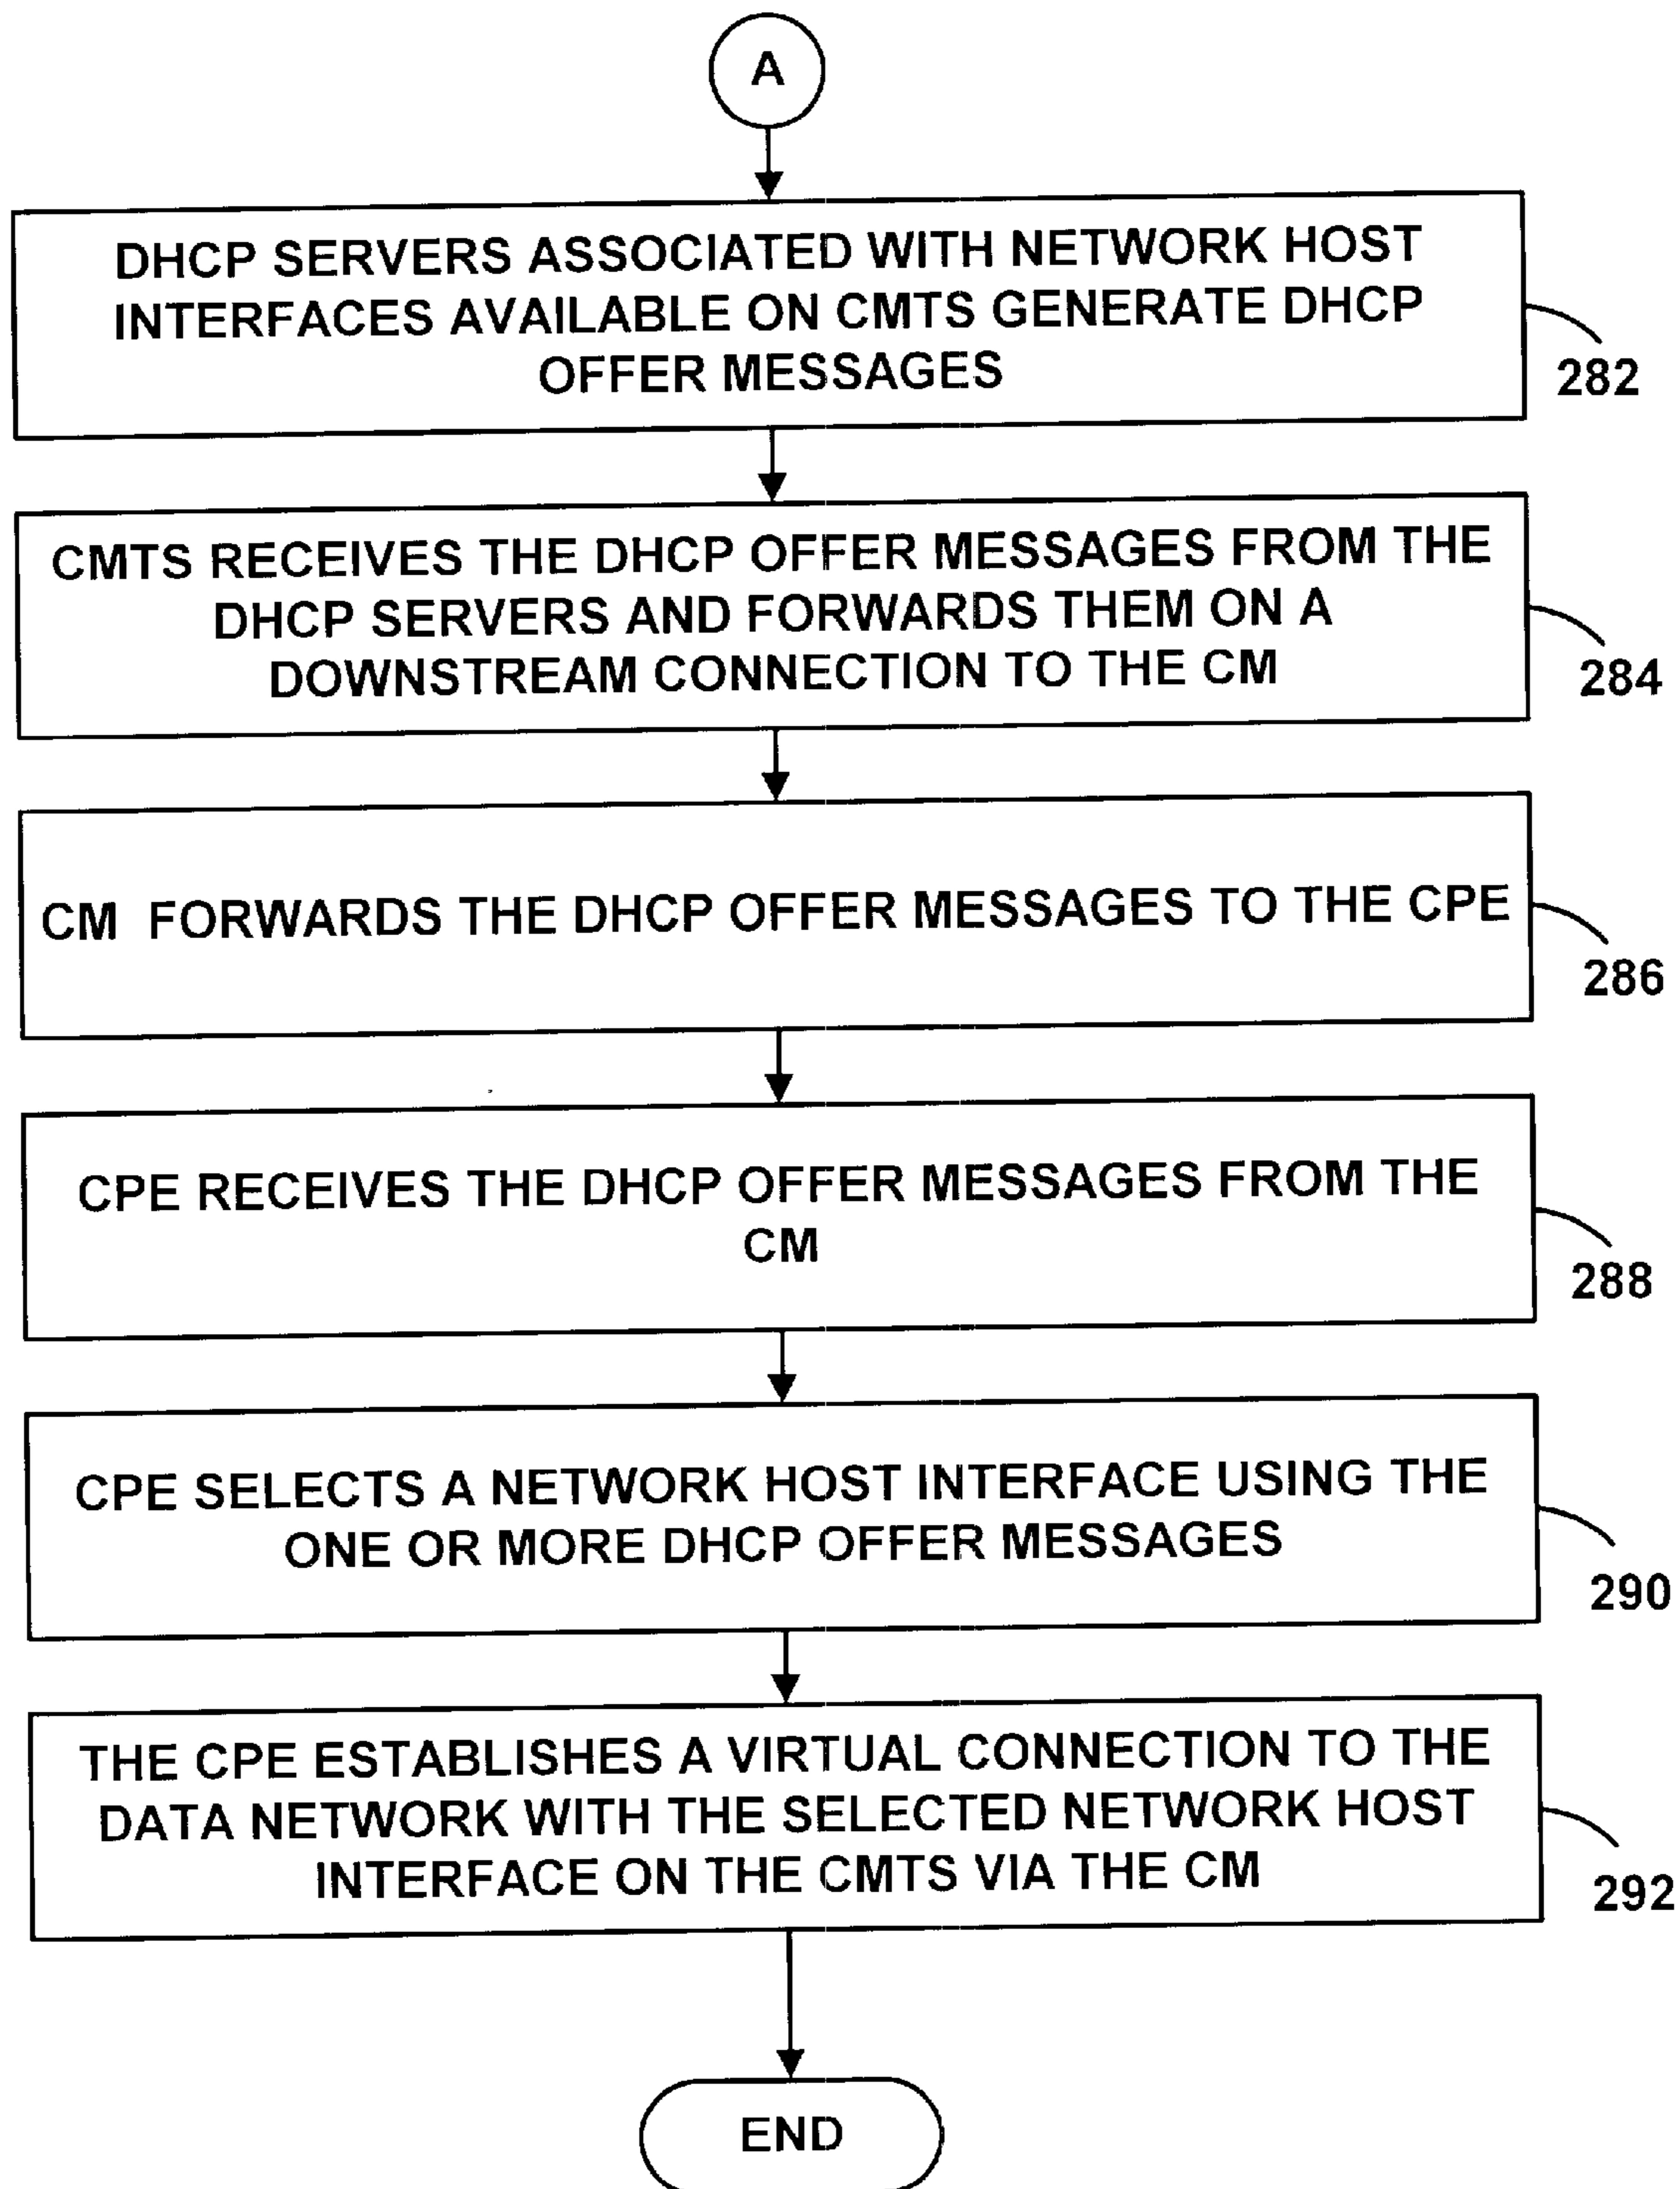 A
DHCP SERVERS ASSOCIATED WITH NETWORK HOST
INTERFACES AVAILABLE ON CMTS GENERATE DHCP
OFFER MESSAGES
282
CMTS RECEIVES THE DHCP OFFER MESSAGES FROM THE
DHCP SERVERS AND FORWARDS THEM ON A
DOWNSTREAM CONNECTION TO THE CM
284
CM FORWARDS THE DHCP OFFER MESSAGES TO THE CPE
286
CPE RECEIVES THE DHCP OFFER MESSAGES FROM THE
CM
288
CPE SELECTS A NETWORK HOST INTERFACE USING THE
ONE OR MORE DHCP OFFER MESSAGES
290
THE CPE ESTABLISHES A VIRTUAL CONNECTION TO THE
DATA NETWORK WITH THE SELECTED NETWORK HOST
INTERFACE ON THE CMTS VIA THE CM
292
END